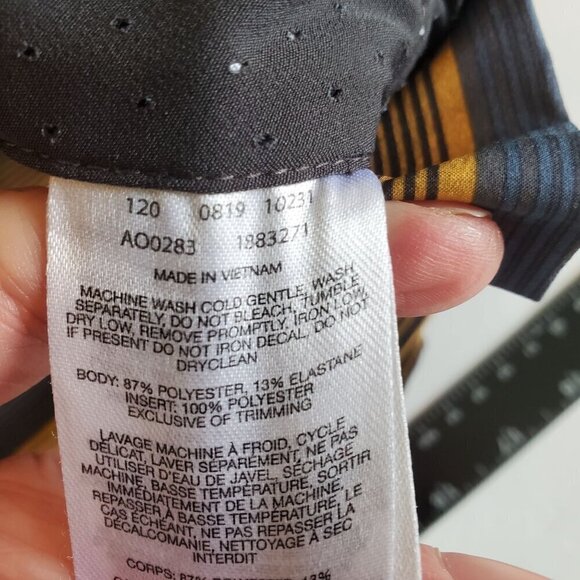 120 0819 10231
AO0283 1883271
MADE IN VIETNAM
MACHINE WASH COLD GENTLE, WASH
SEPARATELY, DO NOT BLEACH, TUMBLE
DRY LOW, REMOVE PROMPTLY, IRON LOW,
IF PRESENT DO NOT IRON DECAL, DO NOT
DRYCLEAN
BODY: 87% POLYESTER, 13% ELASTANE
INSERT: 100% POLYESTER
EXCLUSIVE OF TRIMMING
LAVAGE MACHINE À FROID, CYCLE
DÉLICAT, LAVER SÉPARÉMENT, NE PAS
UTILISER D'EAU DE JAVEL, SÉCHAGE
MACHINE, BASSE TEMPÉRATURE, SORTIR
IMMÉDIATEMENT DE LA MACHINE,
REPASSER À BASSE TEMPÉRATURE, LE
CAS ÉCHÉANT, NE PAS REPASSER LA
DÉCALCOMANIE, NETTOYAGE À SEC
INTERDIT
CORPS: 87% 13%